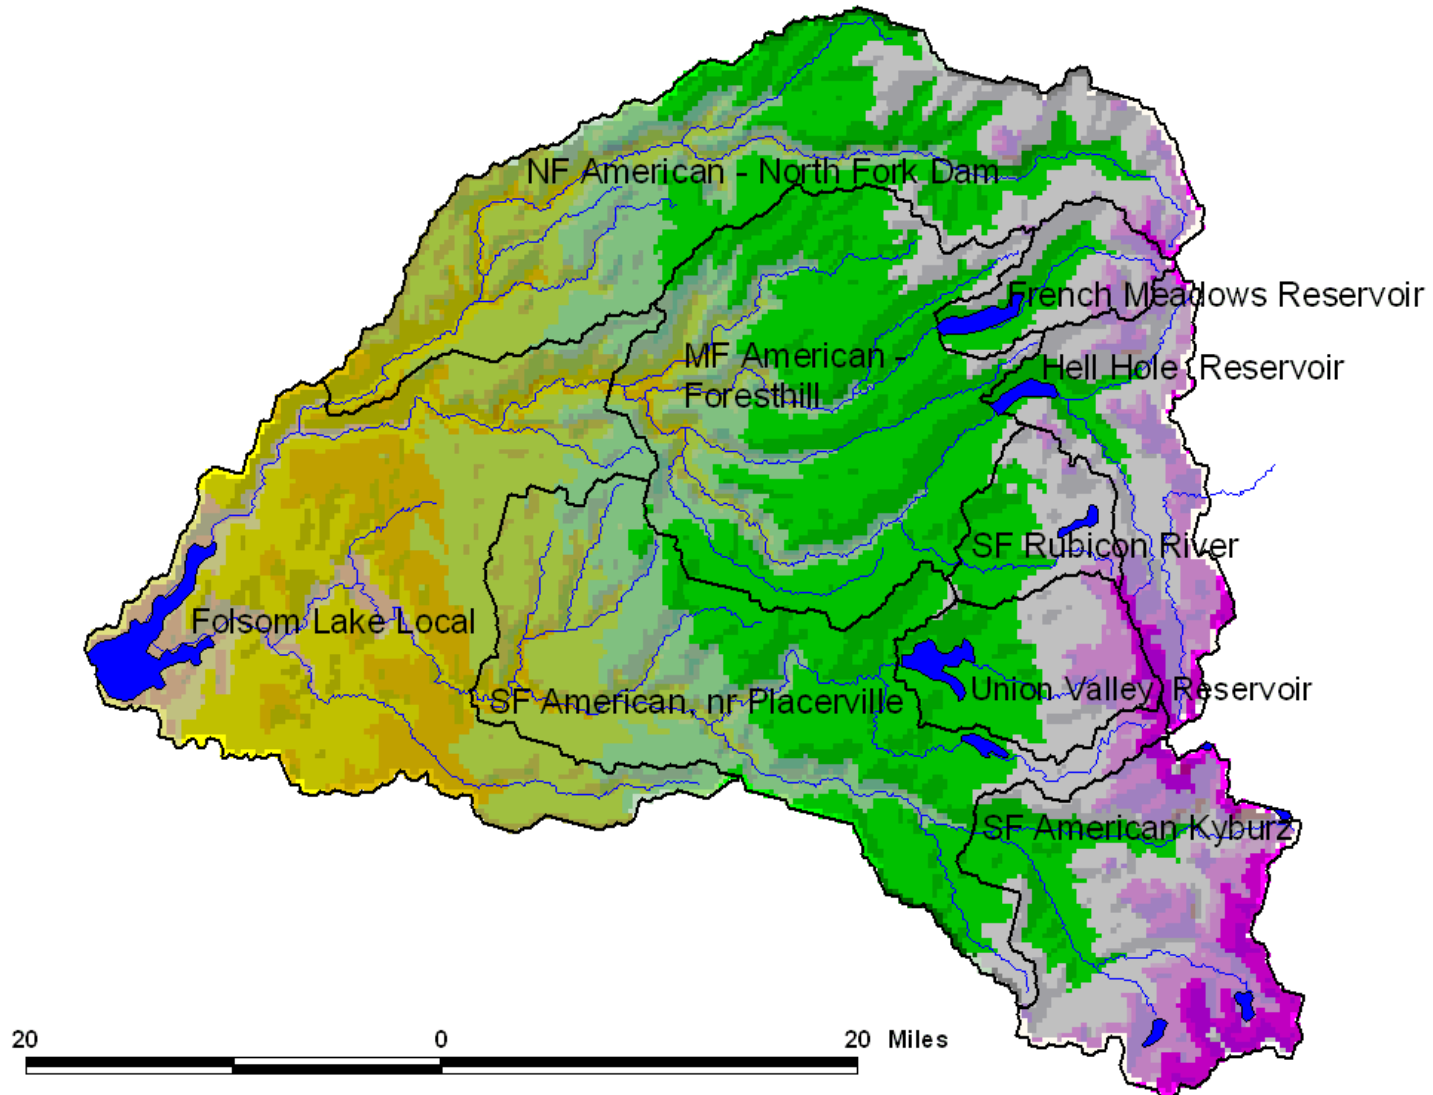 NF American - North Fork Dam
French Meadows Reservoir
MF American -
Foresthill
Hell Hole Reservoir
SF Rubicon River
Folsom Lake Local
Union Valley Reservoir
SF American, nr Placerville
SF American Kyburz
20 0 20 Miles